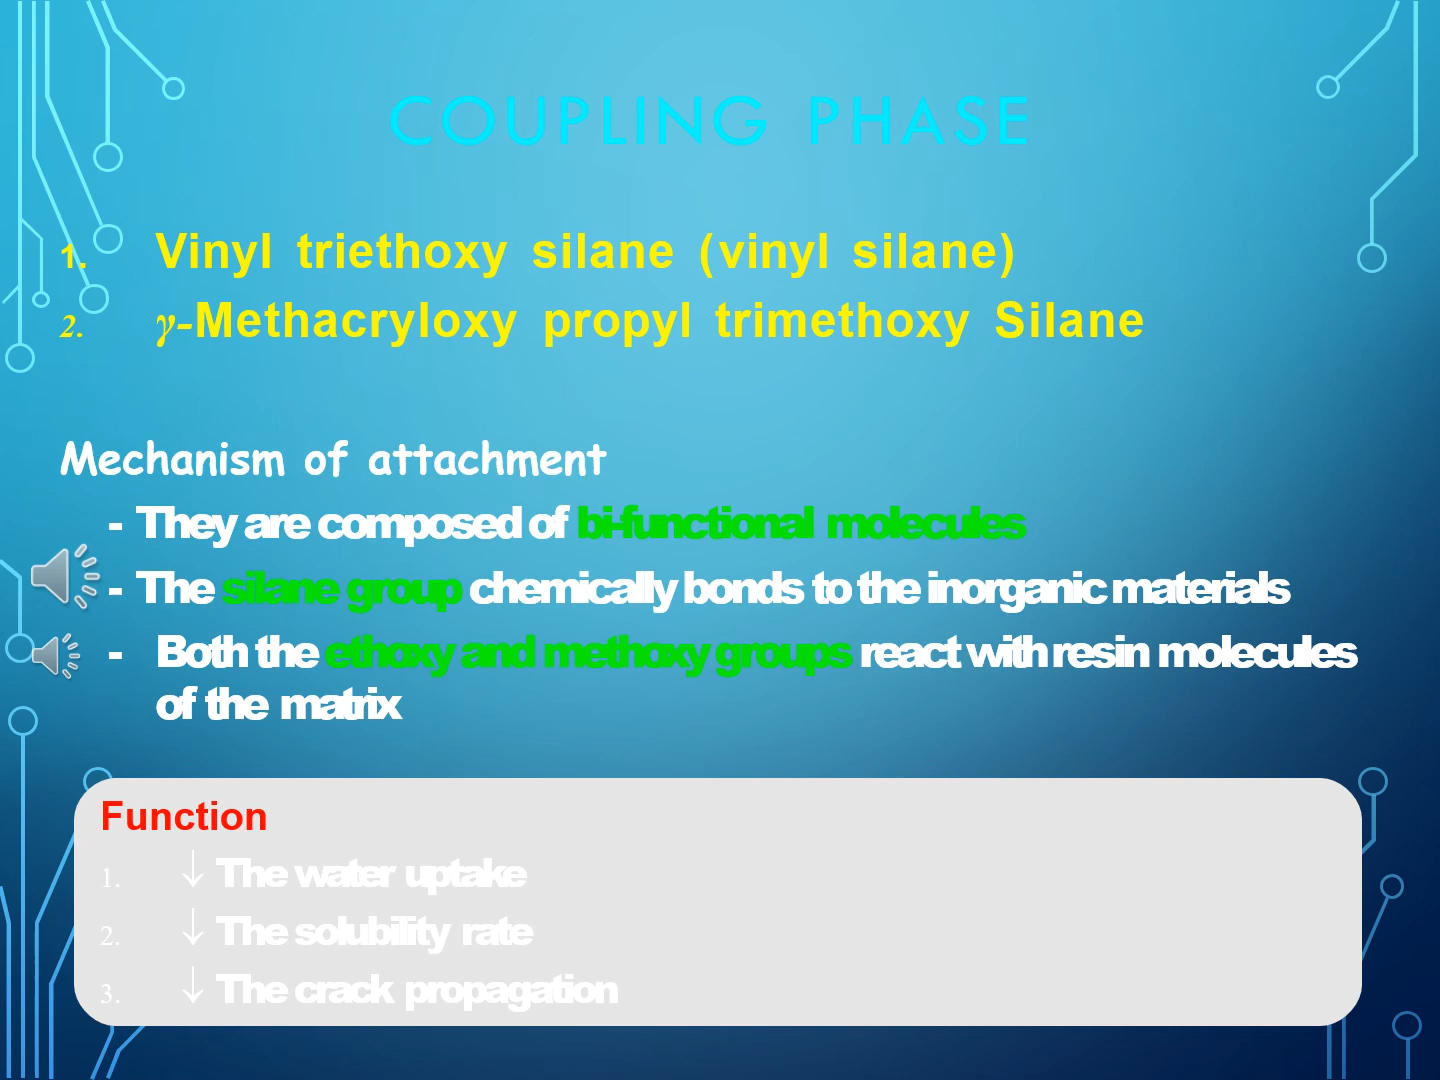 COUPLING PHASE
1. Vinyl triethoxy silane (vinyl silane)
2. γ-Methacryloxy propyl trimethoxy Silane
Mechanism of attachment
- They are composed of bi-functional molecules
- The silane group chemically bonds to the inorganic materials
- Both the ethoxy and methoxy groups react with resin molecules
of the matrix
Function
1. ↓ The water uptake
2. ↓ The solubility rate
3. ↓ The crack propagation